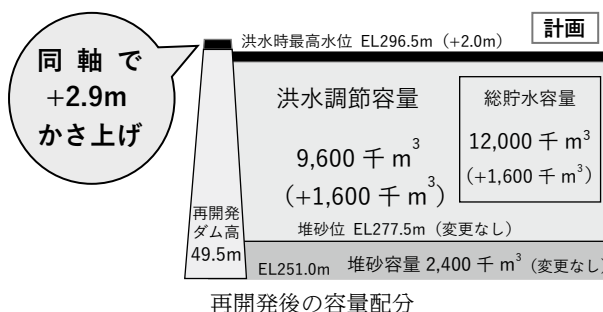 計画
洪水時最高水位 EL296.5m（+2.0m）
同軸で
+2.9m
かさ上げ
洪水調節容量
9,600 千 m³
（+1,600 千 m³）
総貯水容量
12,000 千 m³
（+1,600 千 m³）
再開発
ダム高
49.5m
堆砂位 EL277.5m（変更なし）
EL251.0m 堆砂容量 2,400 千 m³（変更なし）
再開発後の容量配分